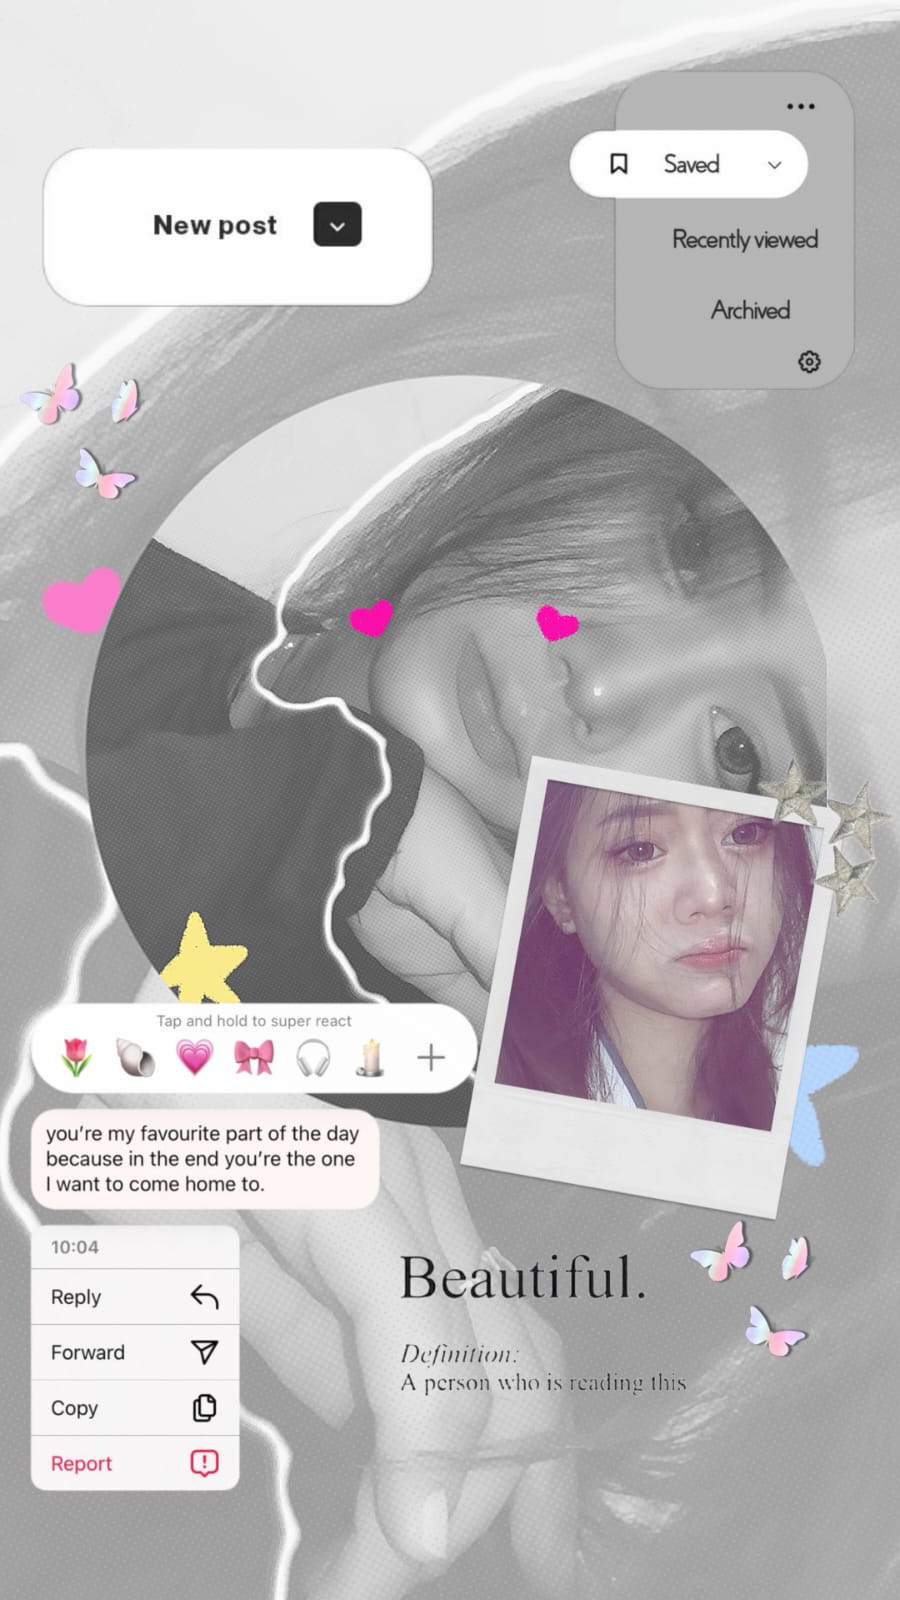 New post
Saved
Recently viewed
Archived
Tap and hold to super react
you're my favourite part of the day
because in the end you're the one
I want to come home to.
10:04
Reply
Forward
Copy
Report
Beautiful.
Definition:
A person who is reading this